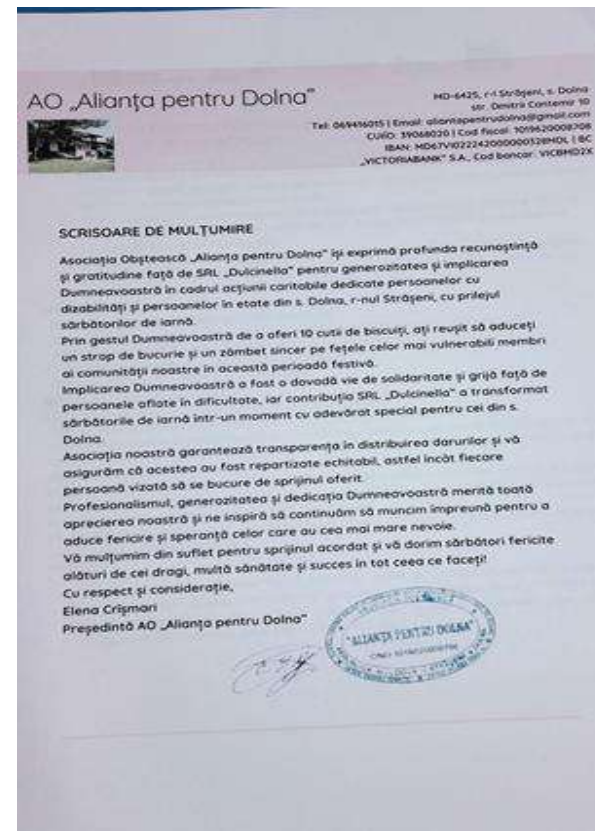 AO „Alianța pentru Dolna”
MD-6425, r-l Strășeni, s. Dolna
str. Dmitrii Cantemir 10
Tel: 069416015 | Email: aliantapentrudolna@gmail.com
CUIÎO: 39068020 | Cod fiscal: 1019620008708
IBAN: | BC
„VICTORIABANK” S.A., Cod bancar: VICBMD2X
SCRISOARE DE MULȚUMIRE
Asociația Obștească „Alianța pentru Dolna” își exprimă profunda recunoștință
și gratitudine față de SRL „Dulcinella” pentru generozitatea și implicarea
Dumneavoastră în cadrul acțiunii caritabile dedicate persoanelor cu
dizabilități și persoanelor în etate din s. Dolna, r-nul Strășeni, cu prilejul
sărbătorilor de iarnă.
Prin gestul Dumneavoastră de a oferi 10 cutii de biscuiți, ați reușit să aduceți
un strop de bucurie și un zâmbet sincer pe fețele celor mai vulnerabili membri
ai comunității noastre în această perioadă festivă.
Implicarea Dumneavoastră a fost o dovadă vie de solidaritate și grijă față de
persoanele aflate în dificultate, iar contribuția SRL „Dulcinella” a transformat
sărbătorile de iarnă într-un moment cu adevărat special pentru cei din s.
Dolna.
Asociația noastră garantează transparența în distribuirea darurilor și vă
asigurăm că acestea au fost repartizate echitabil, astfel încât fiecare
persoană vizată să se bucure de sprijinul oferit.
Profesionalismul, generozitatea și dedicația Dumneavoastră merită toată
aprecierea noastră și ne inspiră să continuăm să muncim împreună pentru a
aduce fericire și speranță celor care au cea mai mare nevoie.
Vă mulțumim din suflet pentru sprijinul acordat și vă dorim sărbători fericite
alături de cei dragi, multă sănătate și succes în tot ceea ce faceți!
Cu respect și considerație,
Elena Crîșmari
Președintă AO „Alianța pentru Dolna”
"ALIANȚA PENTRU DOLNA"